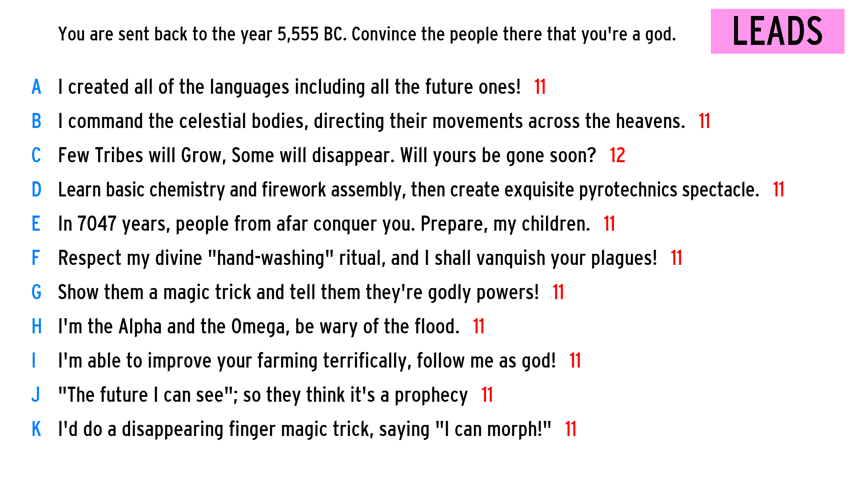 You are sent back to the year 5,555 BC. Convince the people there that you're a god.
LEADS
A I created all of the languages including all the future ones! 11
B I command the celestial bodies, directing their movements across the heavens. 11
C Few Tribes will Grow, Some will disappear. Will yours be gone soon? 12
D Learn basic chemistry and firework assembly, then create exquisite pyrotechnics spectacle. 11
E In 7047 years, people from afar conquer you. Prepare, my children. 11
F Respect my divine "hand-washing" ritual, and I shall vanquish your plagues! 11
G Show them a magic trick and tell them they're godly powers! 11
H I'm the Alpha and the Omega, be wary of the flood. 11
I I'm able to improve your farming terrifically, follow me as god! 11
J "The future I can see"; so they think it's a prophecy 11
K I'd do a disappearing finger magic trick, saying "I can morph!" 11